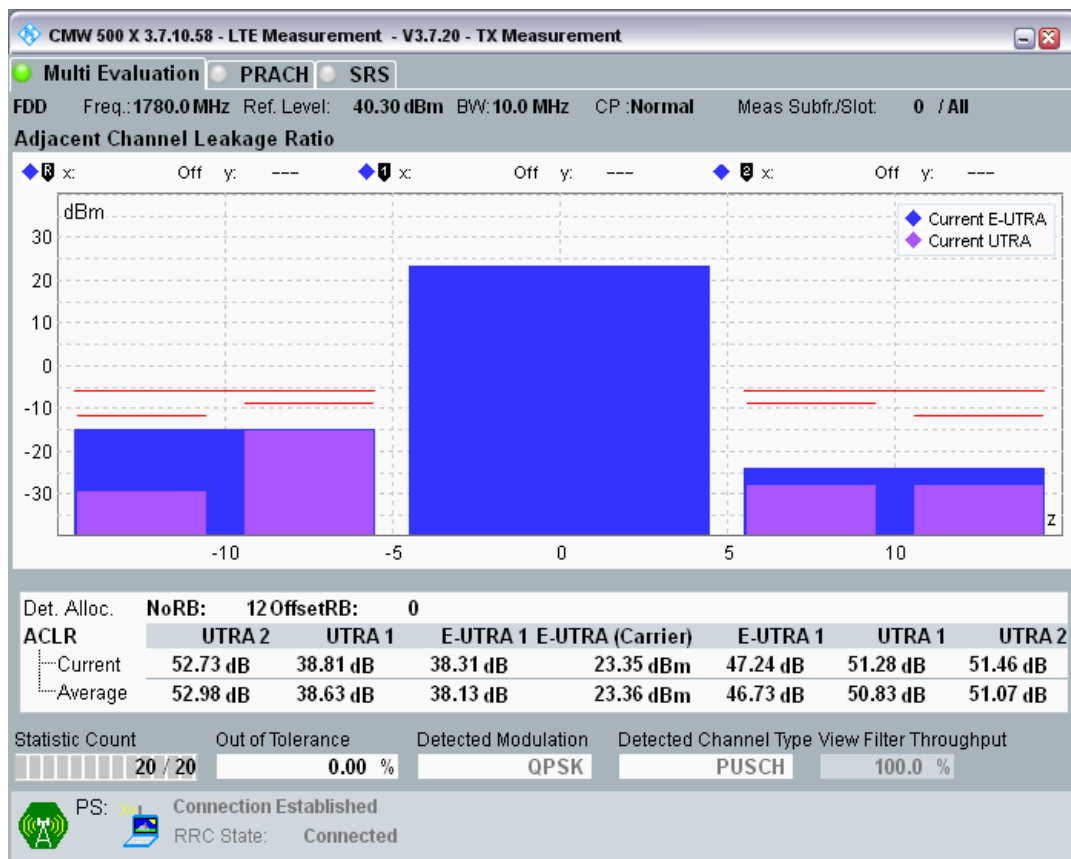 CMW 500 X 3.7.10.58 - LTE Measurement - V3.7.20 - TX Measurement
Multi Evaluation PRACH SRS
FDD Freq.:1780.0 MHz Ref. Level: 40.30 dBm BW:10.0 MHz CP :Normal Meas Subfr./Slot: 0 / All
Adjacent Channel Leakage Ratio
R x: Off y: --- 1 x: Off y: --- 2 x: Off y: ---
dBm
Current E-UTRA
Current UTRA
30
20
10
0
-10
-20
-30
z
-10 -5 0 5 10
Det. Alloc. NoRB: 12 OffsetRB: 0
ACLR UTRA 2 UTRA 1 E-UTRA 1 E-UTRA (Carrier) E-UTRA 1 UTRA 1 UTRA 2
Current 52.73 dB 38.81 dB 38.31 dB 23.35 dBm 47.24 dB 51.28 dB 51.46 dB
Average 52.98 dB 38.63 dB 38.13 dB 23.36 dBm 46.73 dB 50.83 dB 51.07 dB
Statistic Count Out of Tolerance Detected Modulation Detected Channel Type View Filter Throughput
20 / 20 0.00 % QPSK PUSCH 100.0 %
PS: Connection Established
RRC State: Connected